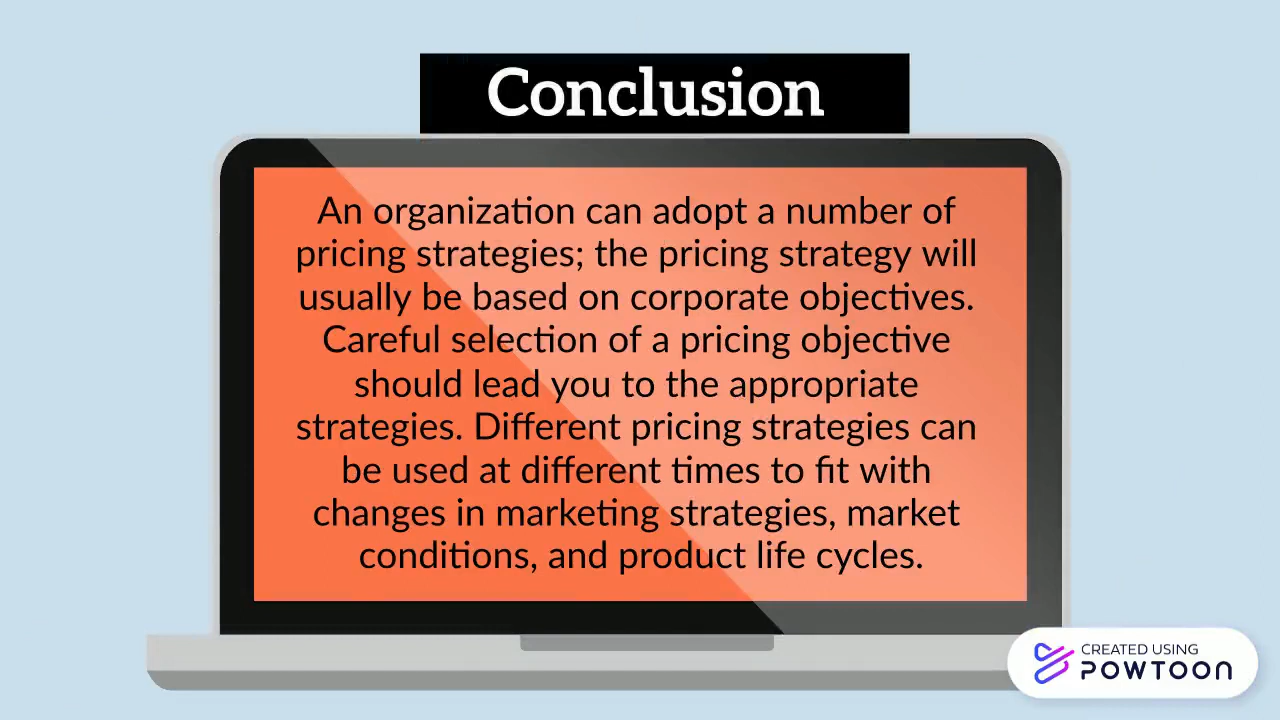 Conclusion
An organization can adopt a number of
pricing strategies; the pricing strategy will
usually be based on corporate objectives.
Careful selection of a pricing objective
should lead you to the appropriate
strategies. Different pricing strategies can
be used at different times to fit with
changes in marketing strategies, market
conditions, and product life cycles.
CREATED USING
POWTOON